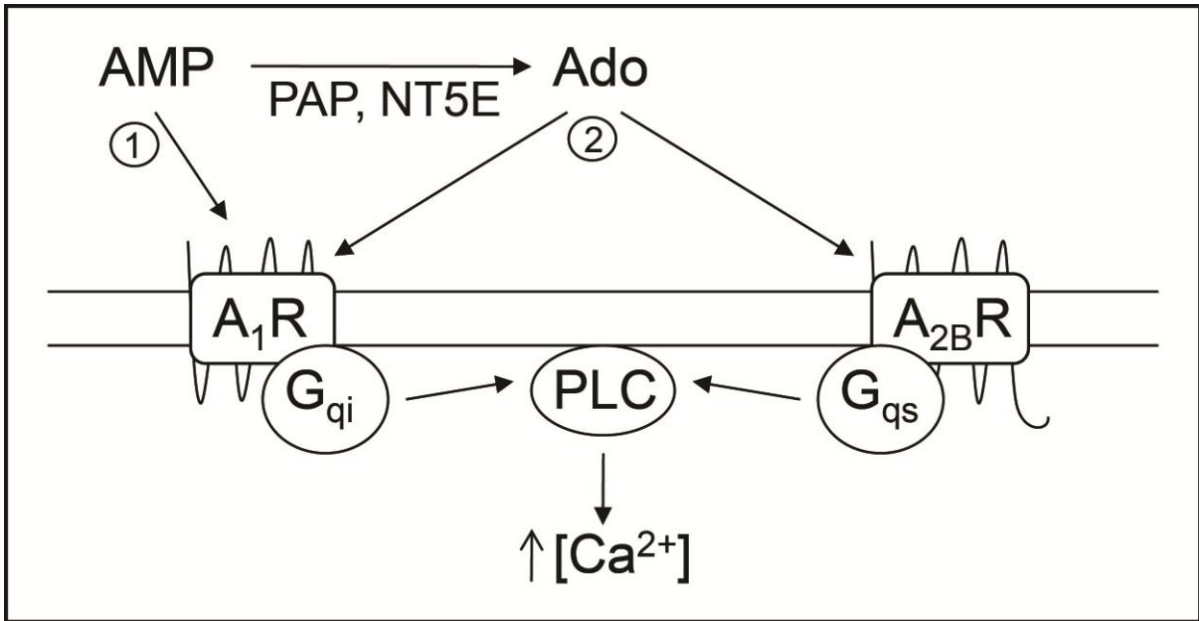 AMP Ado
PAP, NT5E
1 2
A₁R A₂BR
Gqi PLC Gqs
↑ [Ca²⁺]